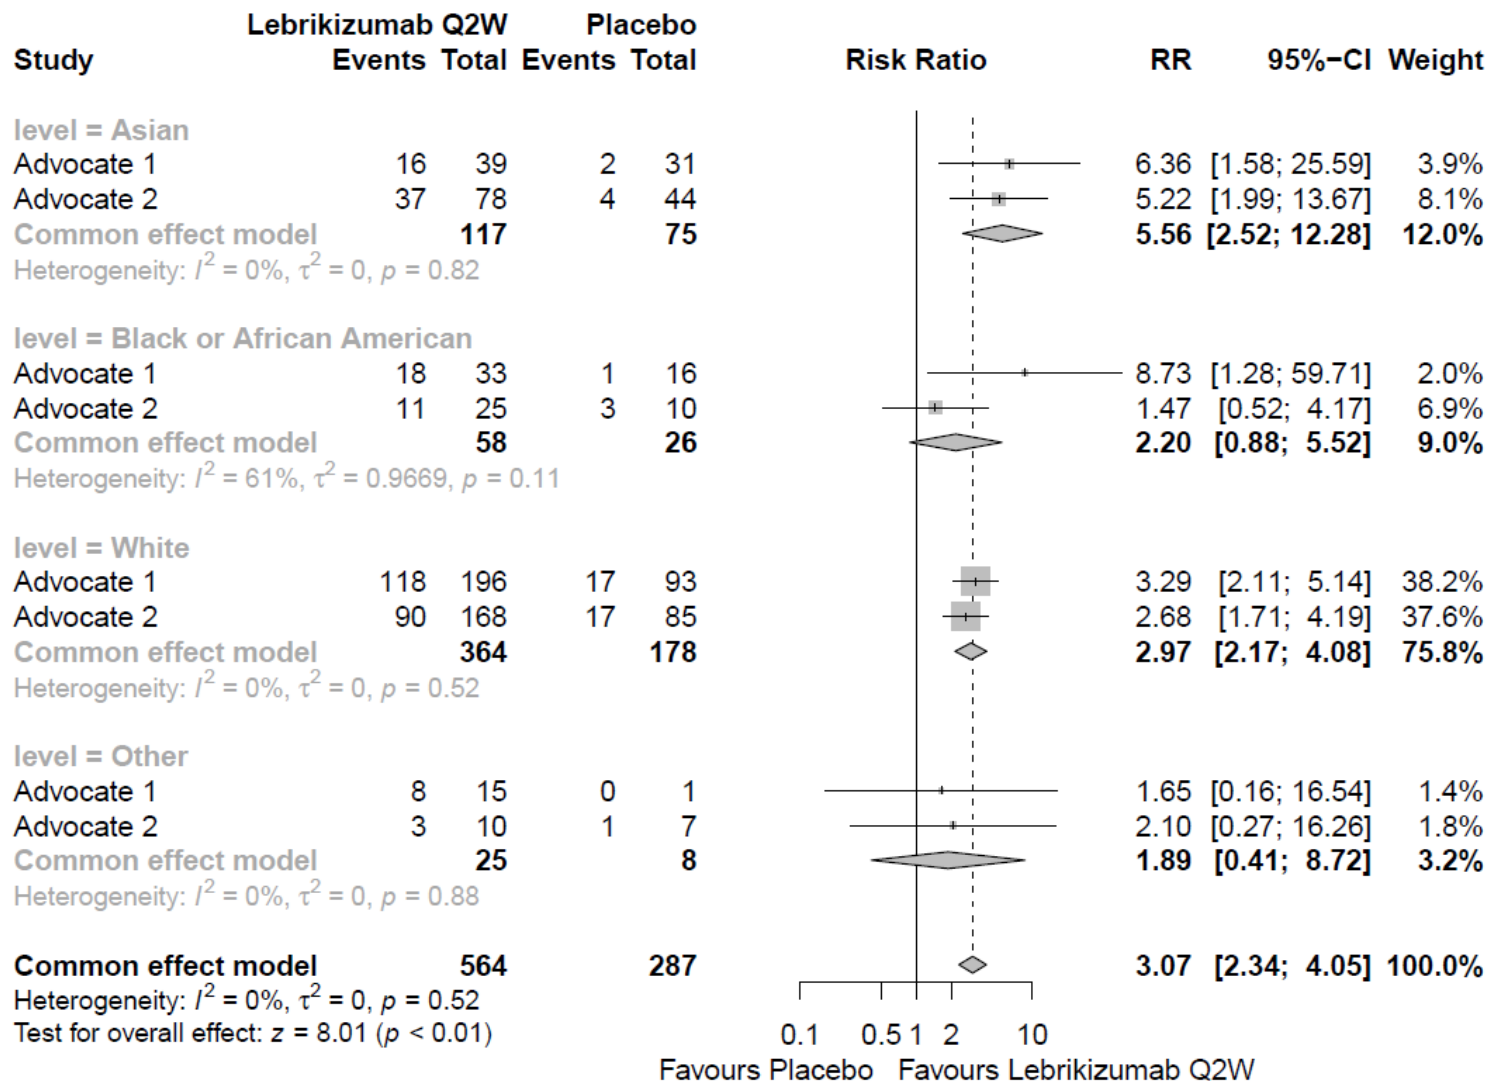 Lebrikizumab Q2W Placebo
Study Events Total Events Total Risk Ratio RR 95%−CI Weight
level = Asian
Advocate 1 16 39 2 31 6.36 [1.58; 25.59] 3.9%
Advocate 2 37 78 4 44 5.22 [1.99; 13.67] 8.1%
Common effect model 117 75 5.56 [2.52; 12.28] 12.0%
Heterogeneity: I² = 0%, τ² = 0, p = 0.82
level = Black or African American
Advocate 1 18 33 1 16 8.73 [1.28; 59.71] 2.0%
Advocate 2 11 25 3 10 1.47 [0.52; 4.17] 6.9%
Common effect model 58 26 2.20 [0.88; 5.52] 9.0%
Heterogeneity: I² = 61%, τ² = 0.9669, p = 0.11
level = White
Advocate 1 118 196 17 93 3.29 [2.11; 5.14] 38.2%
Advocate 2 90 168 17 85 2.68 [1.71; 4.19] 37.6%
Common effect model 364 178 2.97 [2.17; 4.08] 75.8%
Heterogeneity: I² = 0%, τ² = 0, p = 0.52
level = Other
Advocate 1 8 15 0 1 1.65 [0.16; 16.54] 1.4%
Advocate 2 3 10 1 7 2.10 [0.27; 16.26] 1.8%
Common effect model 25 8 1.89 [0.41; 8.72] 3.2%
Heterogeneity: I² = 0%, τ² = 0, p = 0.88
Common effect model 564 287 3.07 [2.34; 4.05] 100.0%
Heterogeneity: I² = 0%, τ² = 0, p = 0.52
Test for overall effect: z = 8.01 (p < 0.01)
0.1 0.5 1 2 10
Favours Placebo Favours Lebrikizumab Q2W